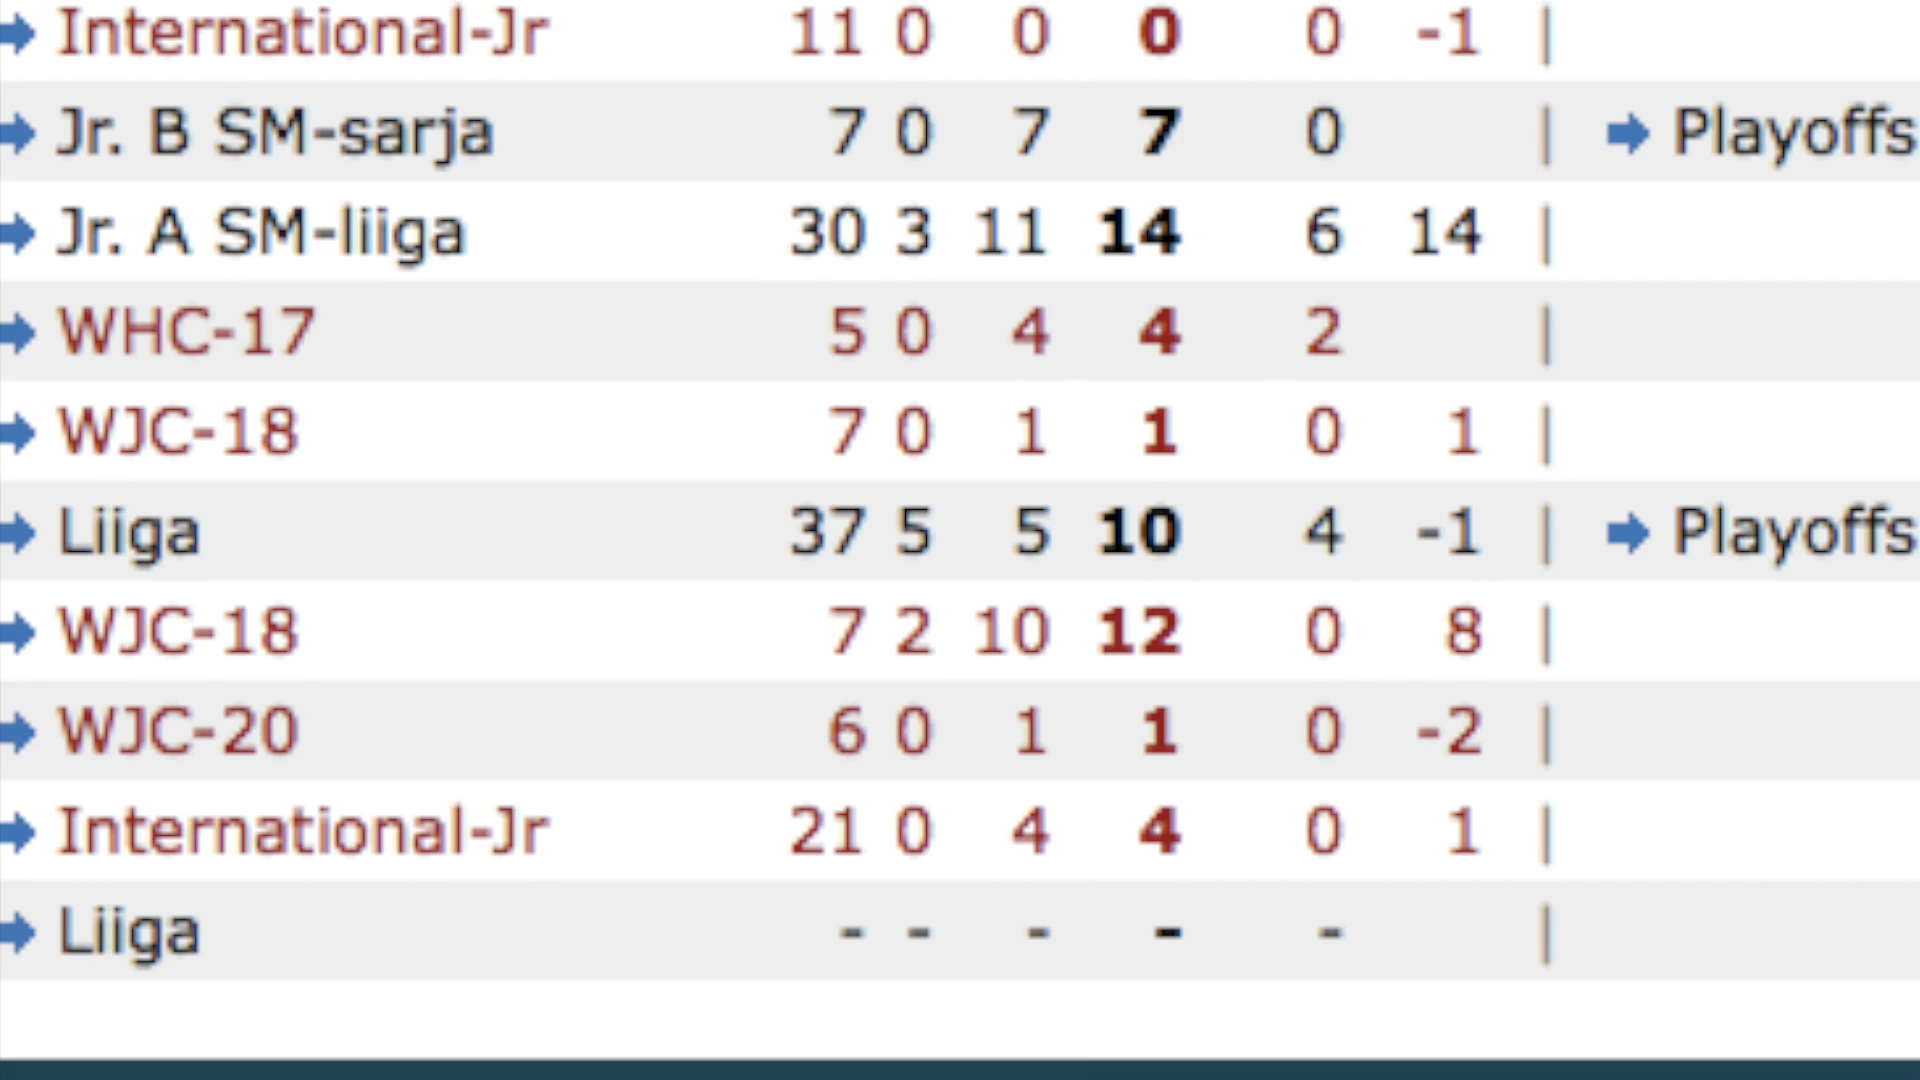 International-Jr 11 0 0 0 0 -1 |
Jr. B SM-sarja 7 0 7 7 0 | Playoffs
Jr. A SM-liiga 30 3 11 14 6 14 |
WHC-17 5 0 4 4 2 |
WJC-18 7 0 1 1 0 1 |
Liiga 37 5 5 10 4 -1 | Playoffs
WJC-18 7 2 10 12 0 8 |
WJC-20 6 0 1 1 0 -2 |
International-Jr 21 0 4 4 0 1 |
Liiga - - - - - |